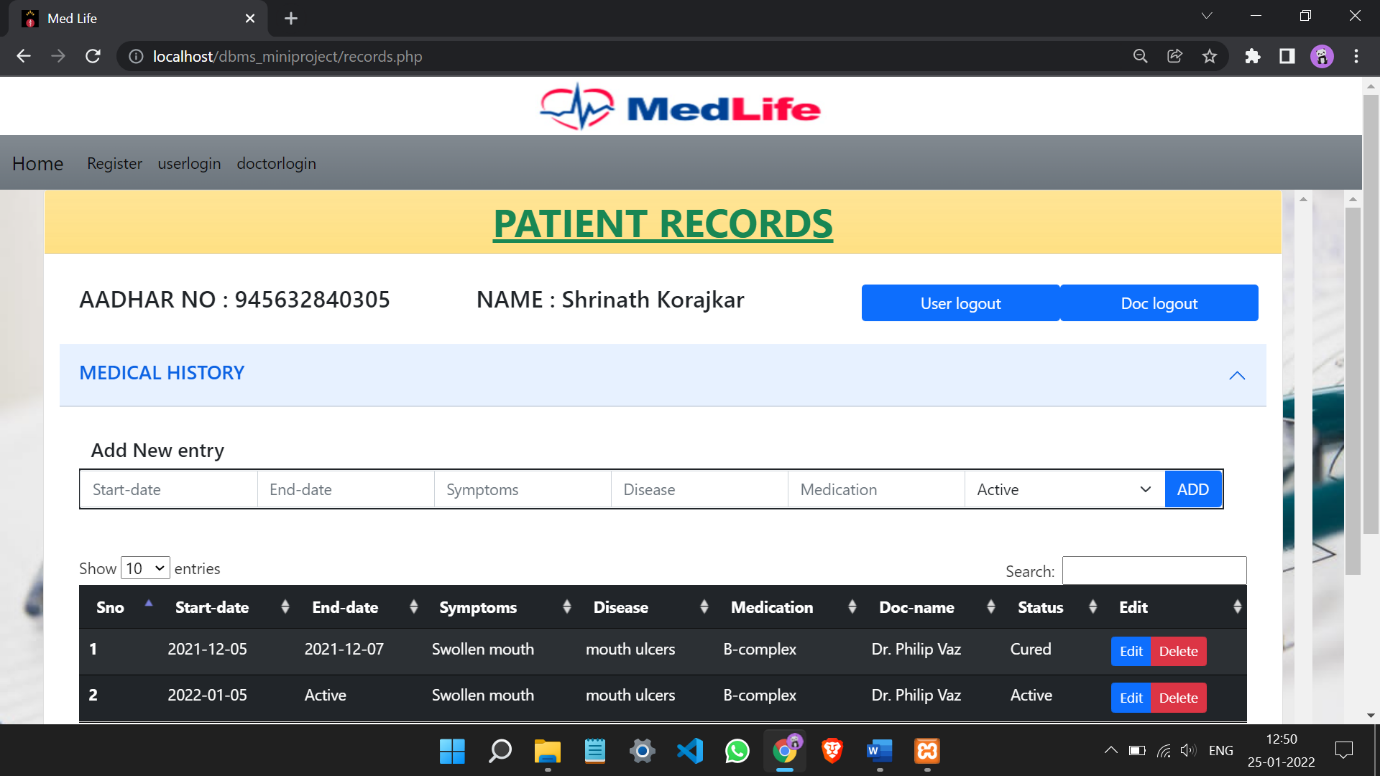 Med Life
localhost/dbms_miniproject/records.php
MedLife
Home Register userlogin doctorlogin
PATIENT RECORDS
AADHAR NO : 945632840305 NAME : Shrinath Korajkar User logout Doc logout
MEDICAL HISTORY
Add New entry
Start-date End-date Symptoms Disease Medication Active ADD
Show 10 entries Search:
Sno Start-date End-date Symptoms Disease Medication Doc-name Status Edit
1 2021-12-05 2021-12-07 Swollen mouth mouth ulcers B-complex Dr. Philip Vaz Cured Edit Delete
2 2022-01-05 Active Swollen mouth mouth ulcers B-complex Dr. Philip Vaz Active Edit Delete
ENG 12:50
25-01-2022